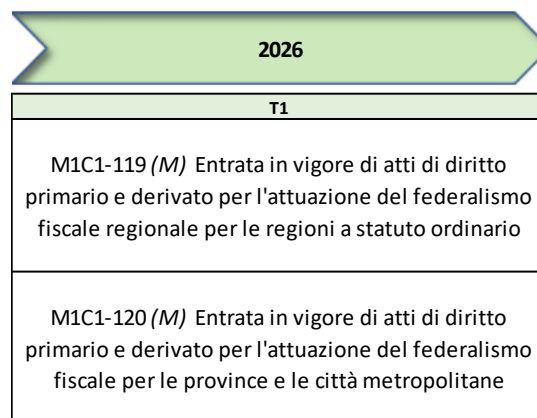 2026
T1
M1C1-119 (M) Entrata in vigore di atti di diritto
primario e derivato per l'attuazione del federalismo
fiscale regionale per le regioni a statuto ordinario
M1C1-120 (M) Entrata in vigore di atti di diritto
primario e derivato per l'attuazione del federalismo
fiscale per le province e le città metropolitane